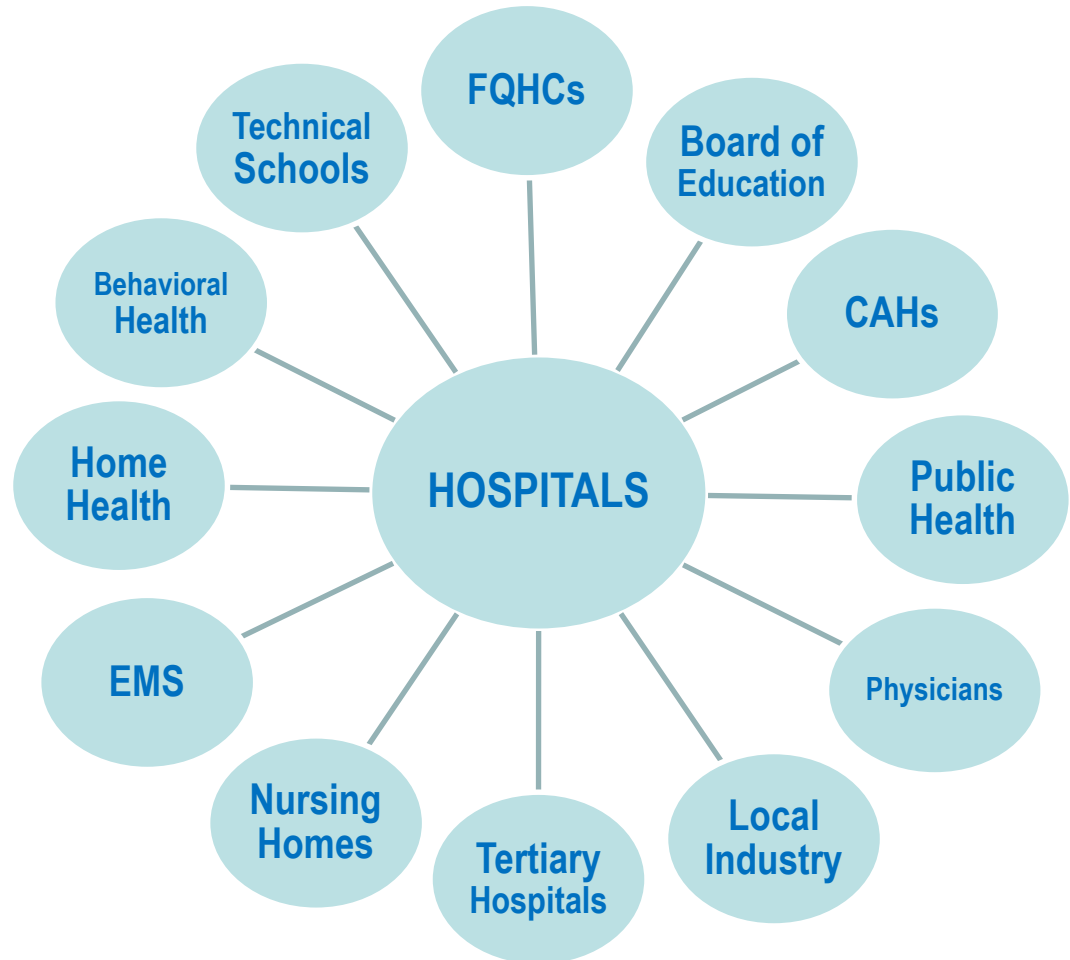 FQHCs
Technical
Schools
Board of
Education
Behavioral
Health
CAHs
Home
Health
HOSPITALS
Public
Health
EMS
Physicians
Nursing
Homes
Local
Industry
Tertiary
Hospitals